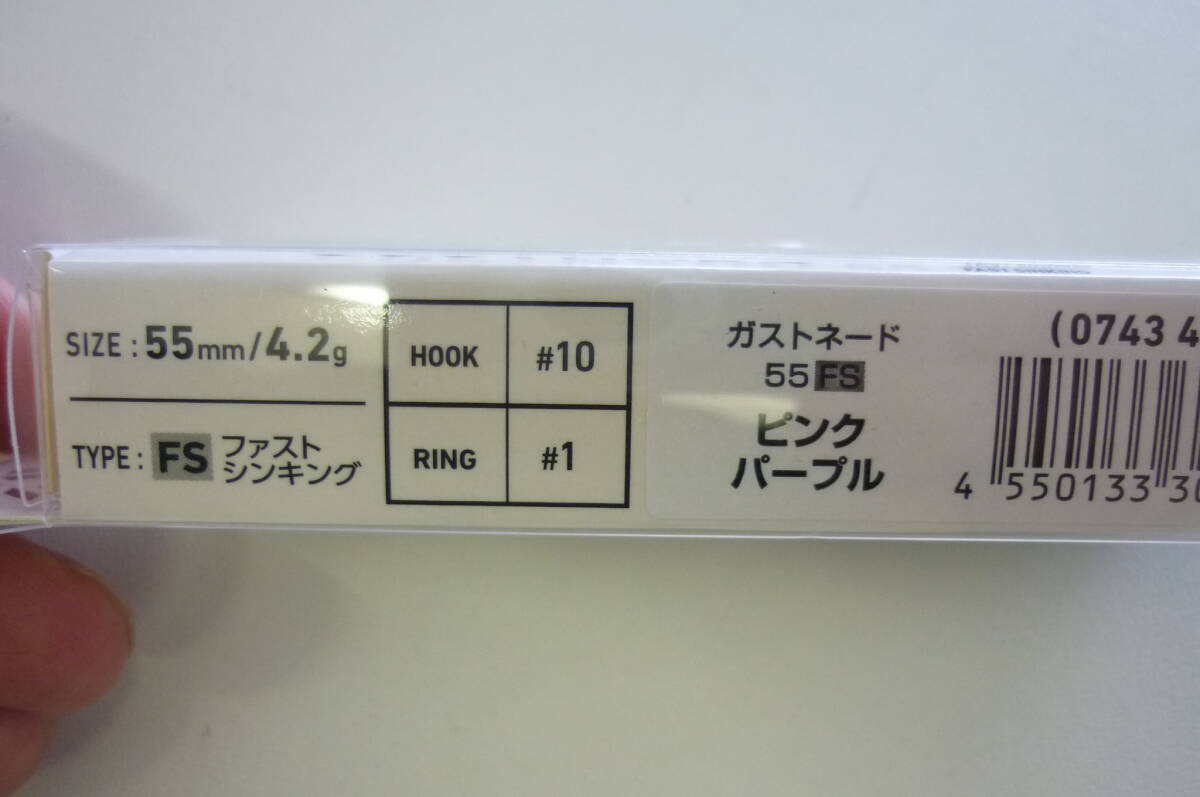 SIZE : 55mm/4.2g
TYPE : FS ファスト
シンキング
HOOK #10
RING #1
ガストネード
55 FS
ピンク
パープル
(0743 4
4 550133 30